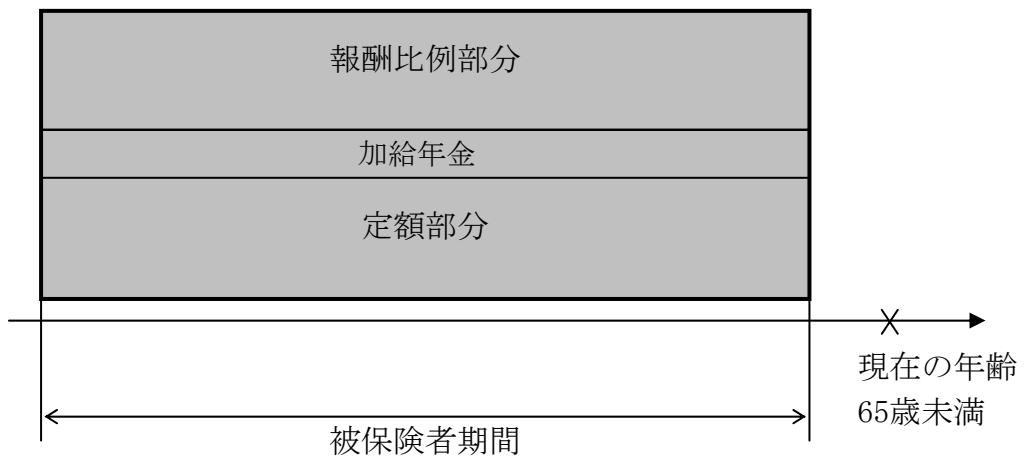 報酬比例部分
加給年金
定額部分
現在の年齢
65歳未満
被保険者期間